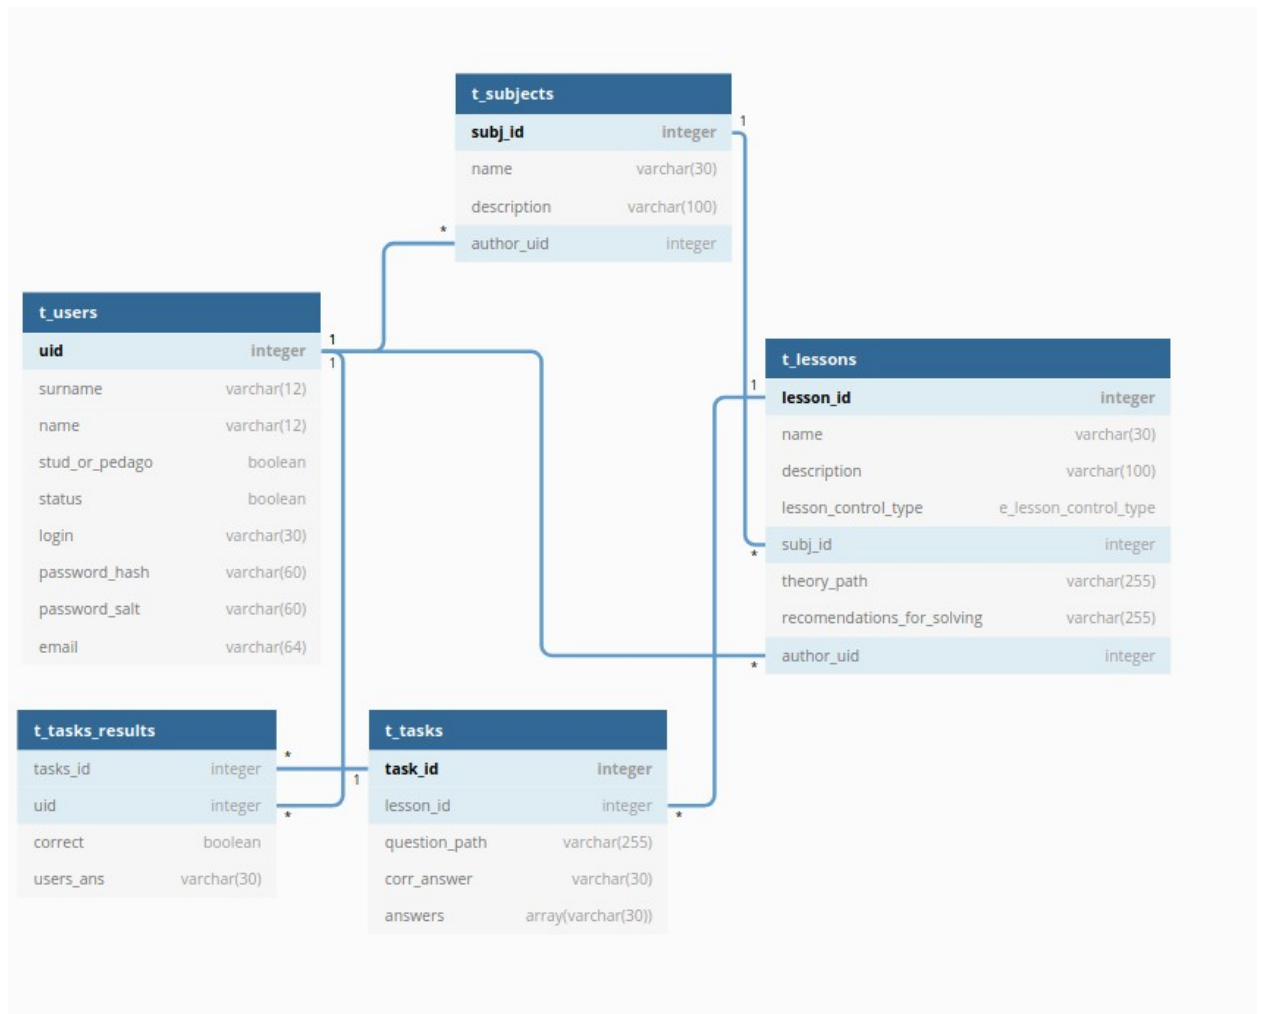 t_subjects
subj_id integer
name varchar(30)
description varchar(100)
author_uid integer
1
*
t_users
uid integer
surname varchar(12)
name varchar(12)
stud_or_pedago boolean
status boolean
login varchar(30)
password_hash varchar(60)
password_salt varchar(60)
email varchar(64)
1
1
t_lessons
lesson_id integer
name varchar(30)
description varchar(100)
lesson_control_type e_lesson_control_type
subj_id integer
theory_path varchar(255)
recomendations_for_solving varchar(255)
author_uid integer
1
*
*
t_tasks_results
tasks_id integer
uid integer
correct boolean
users_ans varchar(30)
*
*
t_tasks
task_id integer
lesson_id integer
question_path varchar(255)
corr_answer varchar(30)
answers array(varchar(30))
1
*